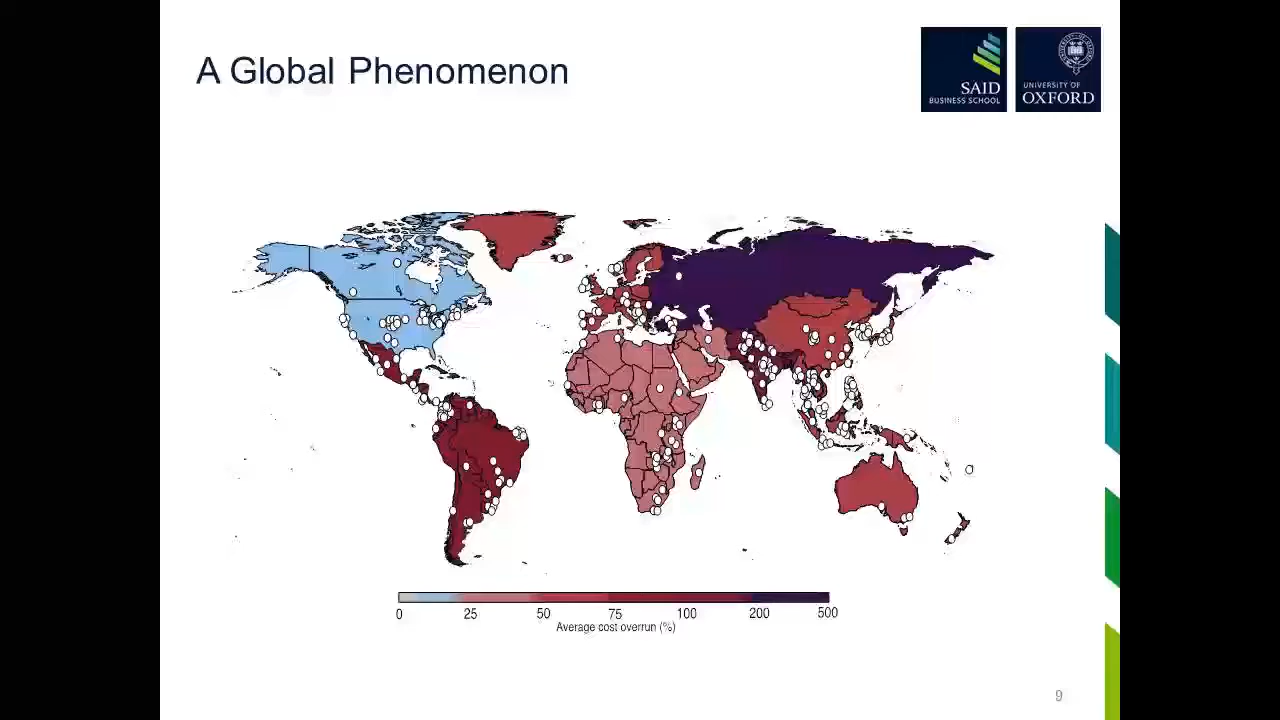 A Global Phenomenon
SAID
BUSINESS SCHOOL
UNIVERSITY OF
OXFORD
0 25 50 75 100 200 500
Average cost overrun (%)
9